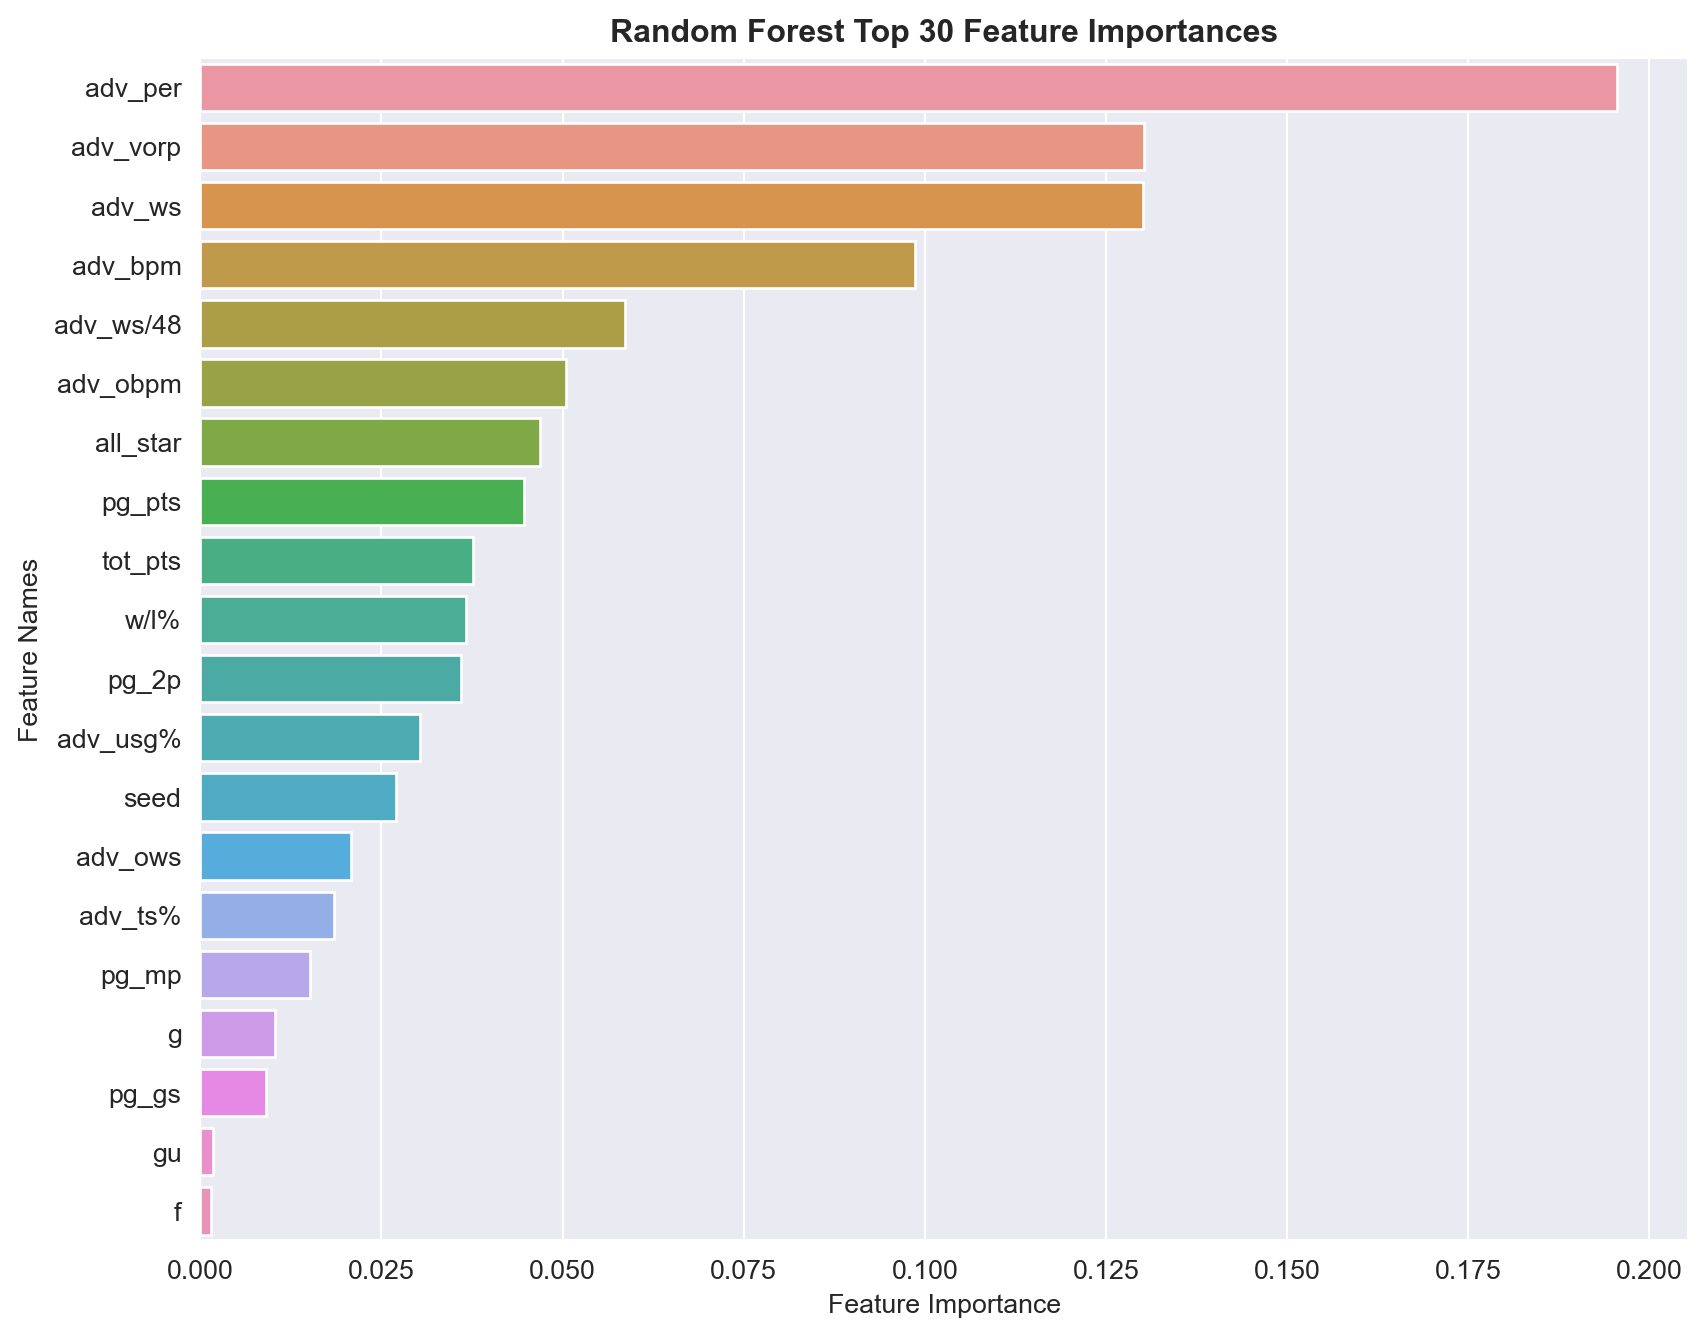 Random Forest Top 30 Feature Importances
adv_per
adv_vorp
adv_ws
adv_bpm
adv_ws/48
adv_obpm
all_star
pg_pts
tot_pts
w/l%
pg_2p
adv_usg%
seed
adv_ows
adv_ts%
pg_mp
g
pg_gs
gu
f
Feature Names
0.000 0.025 0.050 0.075 0.100 0.125 0.150 0.175 0.200
Feature Importance